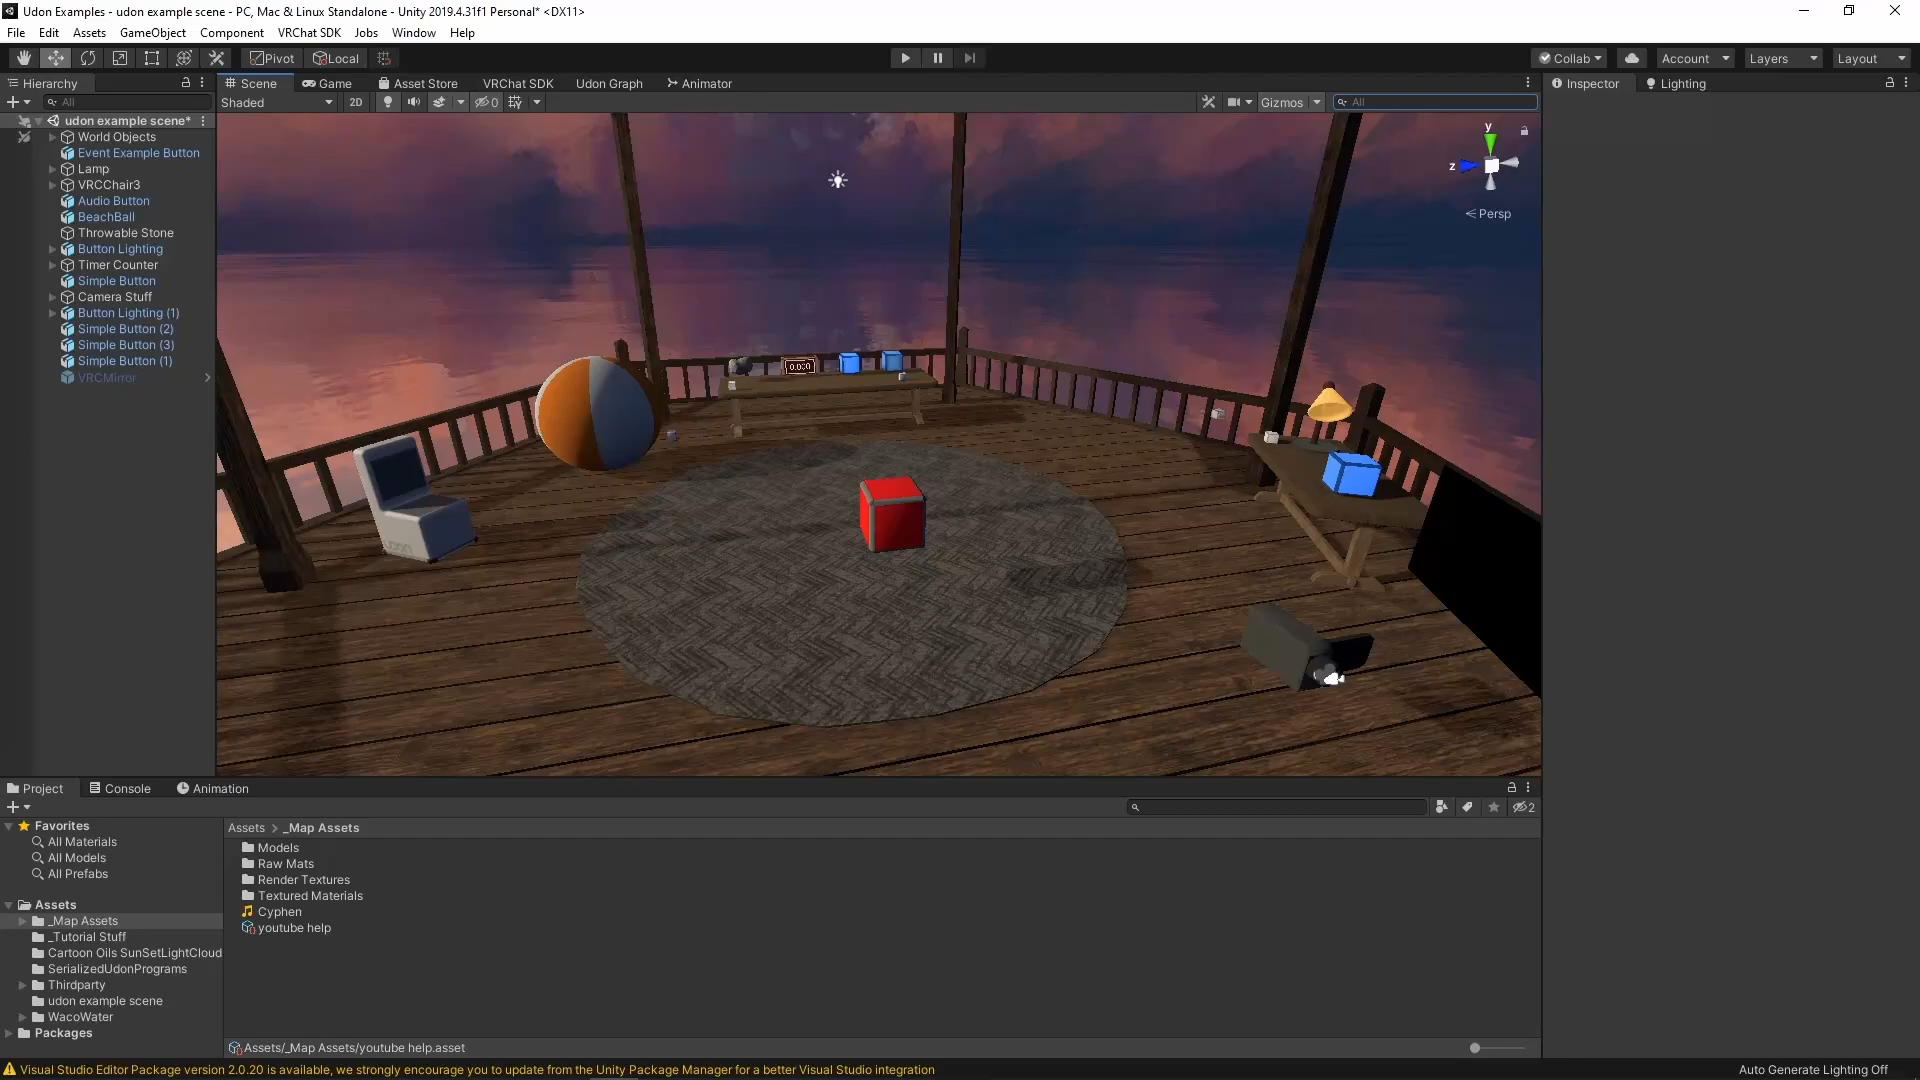 Udon Examples - udon example scene - PC, Mac & Linux Standalone - Unity 2019.4.31f1 Personal* <DX11>
File Edit Assets GameObject Component VRChat SDK Jobs Window Help
Pivot Local Collab Account Layers Layout
Hierarchy Scene Game Asset Store VRChat SDK Udon Graph Animator Inspector Lighting
All Shaded 2D 0 Gizmos All
udon example scene*
World Objects
Event Example Button
Lamp
VRCChair3
Audio Button
BeachBall
Throwable Stone
Button Lighting
Timer Counter
Simple Button
Camera Stuff
Button Lighting (1)
Simple Button (2)
Simple Button (3)
Simple Button (1)
VRCMirror
y
z
Persp
0.000
Project Console Animation
2
Favorites
All Materials
All Models
All Prefabs
Assets
_Map Assets
_Tutorial Stuff
Cartoon Oils SunSetLightCloud
SerializedUdonPrograms
Thirdparty
udon example scene
WacoWater
Packages
Assets > _Map Assets
Models
Raw Mats
Render Textures
Textured Materials
Cyphen
youtube help
Assets/_Map Assets/youtube help.asset
Visual Studio Editor Package version 2.0.20 is available, we strongly encourage you to update from the Unity Package Manager for a better Visual Studio integration
Auto Generate Lighting Off